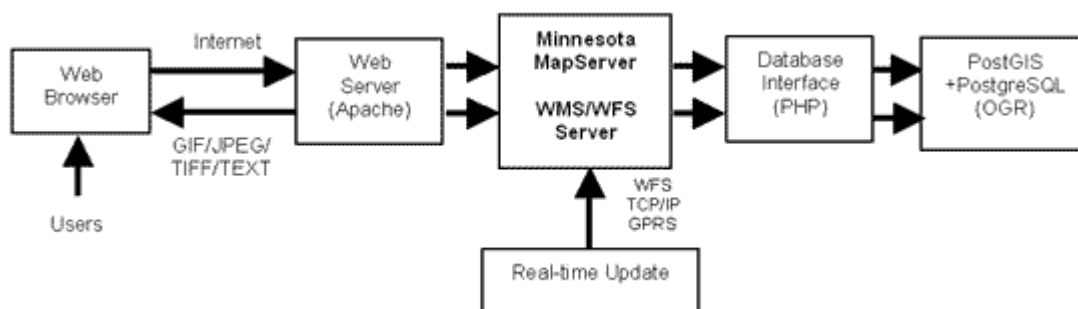 Internet
Web
Browser
GIF/JPEG/
TIFF/TEXT
Users
Web
Server
(Apache)
Minnesota
MapServer
WMS/WFS
Server
WFS
TCP/IP
GPRS
Real-time Update
Database
Interface
(PHP)
PostGIS
+PostgreSQL
(OGR)